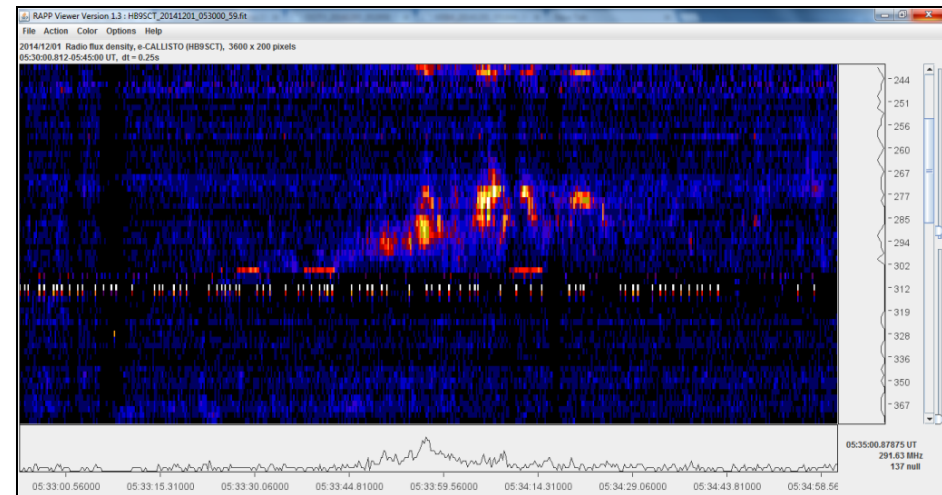 RAPP Viewer Version 1.3 : HB9SCT_20141201_053000_59.fit
File Action Color Options Help
2014/12/01 Radio flux density, e-CALLISTO (HB9SCT), 3600 x 200 pixels
05:30:00.812-05:45:00 UT, dt = 0.25s
244
251
256
260
267
277
285
294
302
312
319
328
336
350
367
05:35:00.87875 UT
291.63 MHz
137 null
05:33:00.56000 05:33:15.31000 05:33:30.06000 05:33:44.81000 05:33:59.56000 05:34:14.31000 05:34:29.06000 05:34:43.81000 05:34:58.56